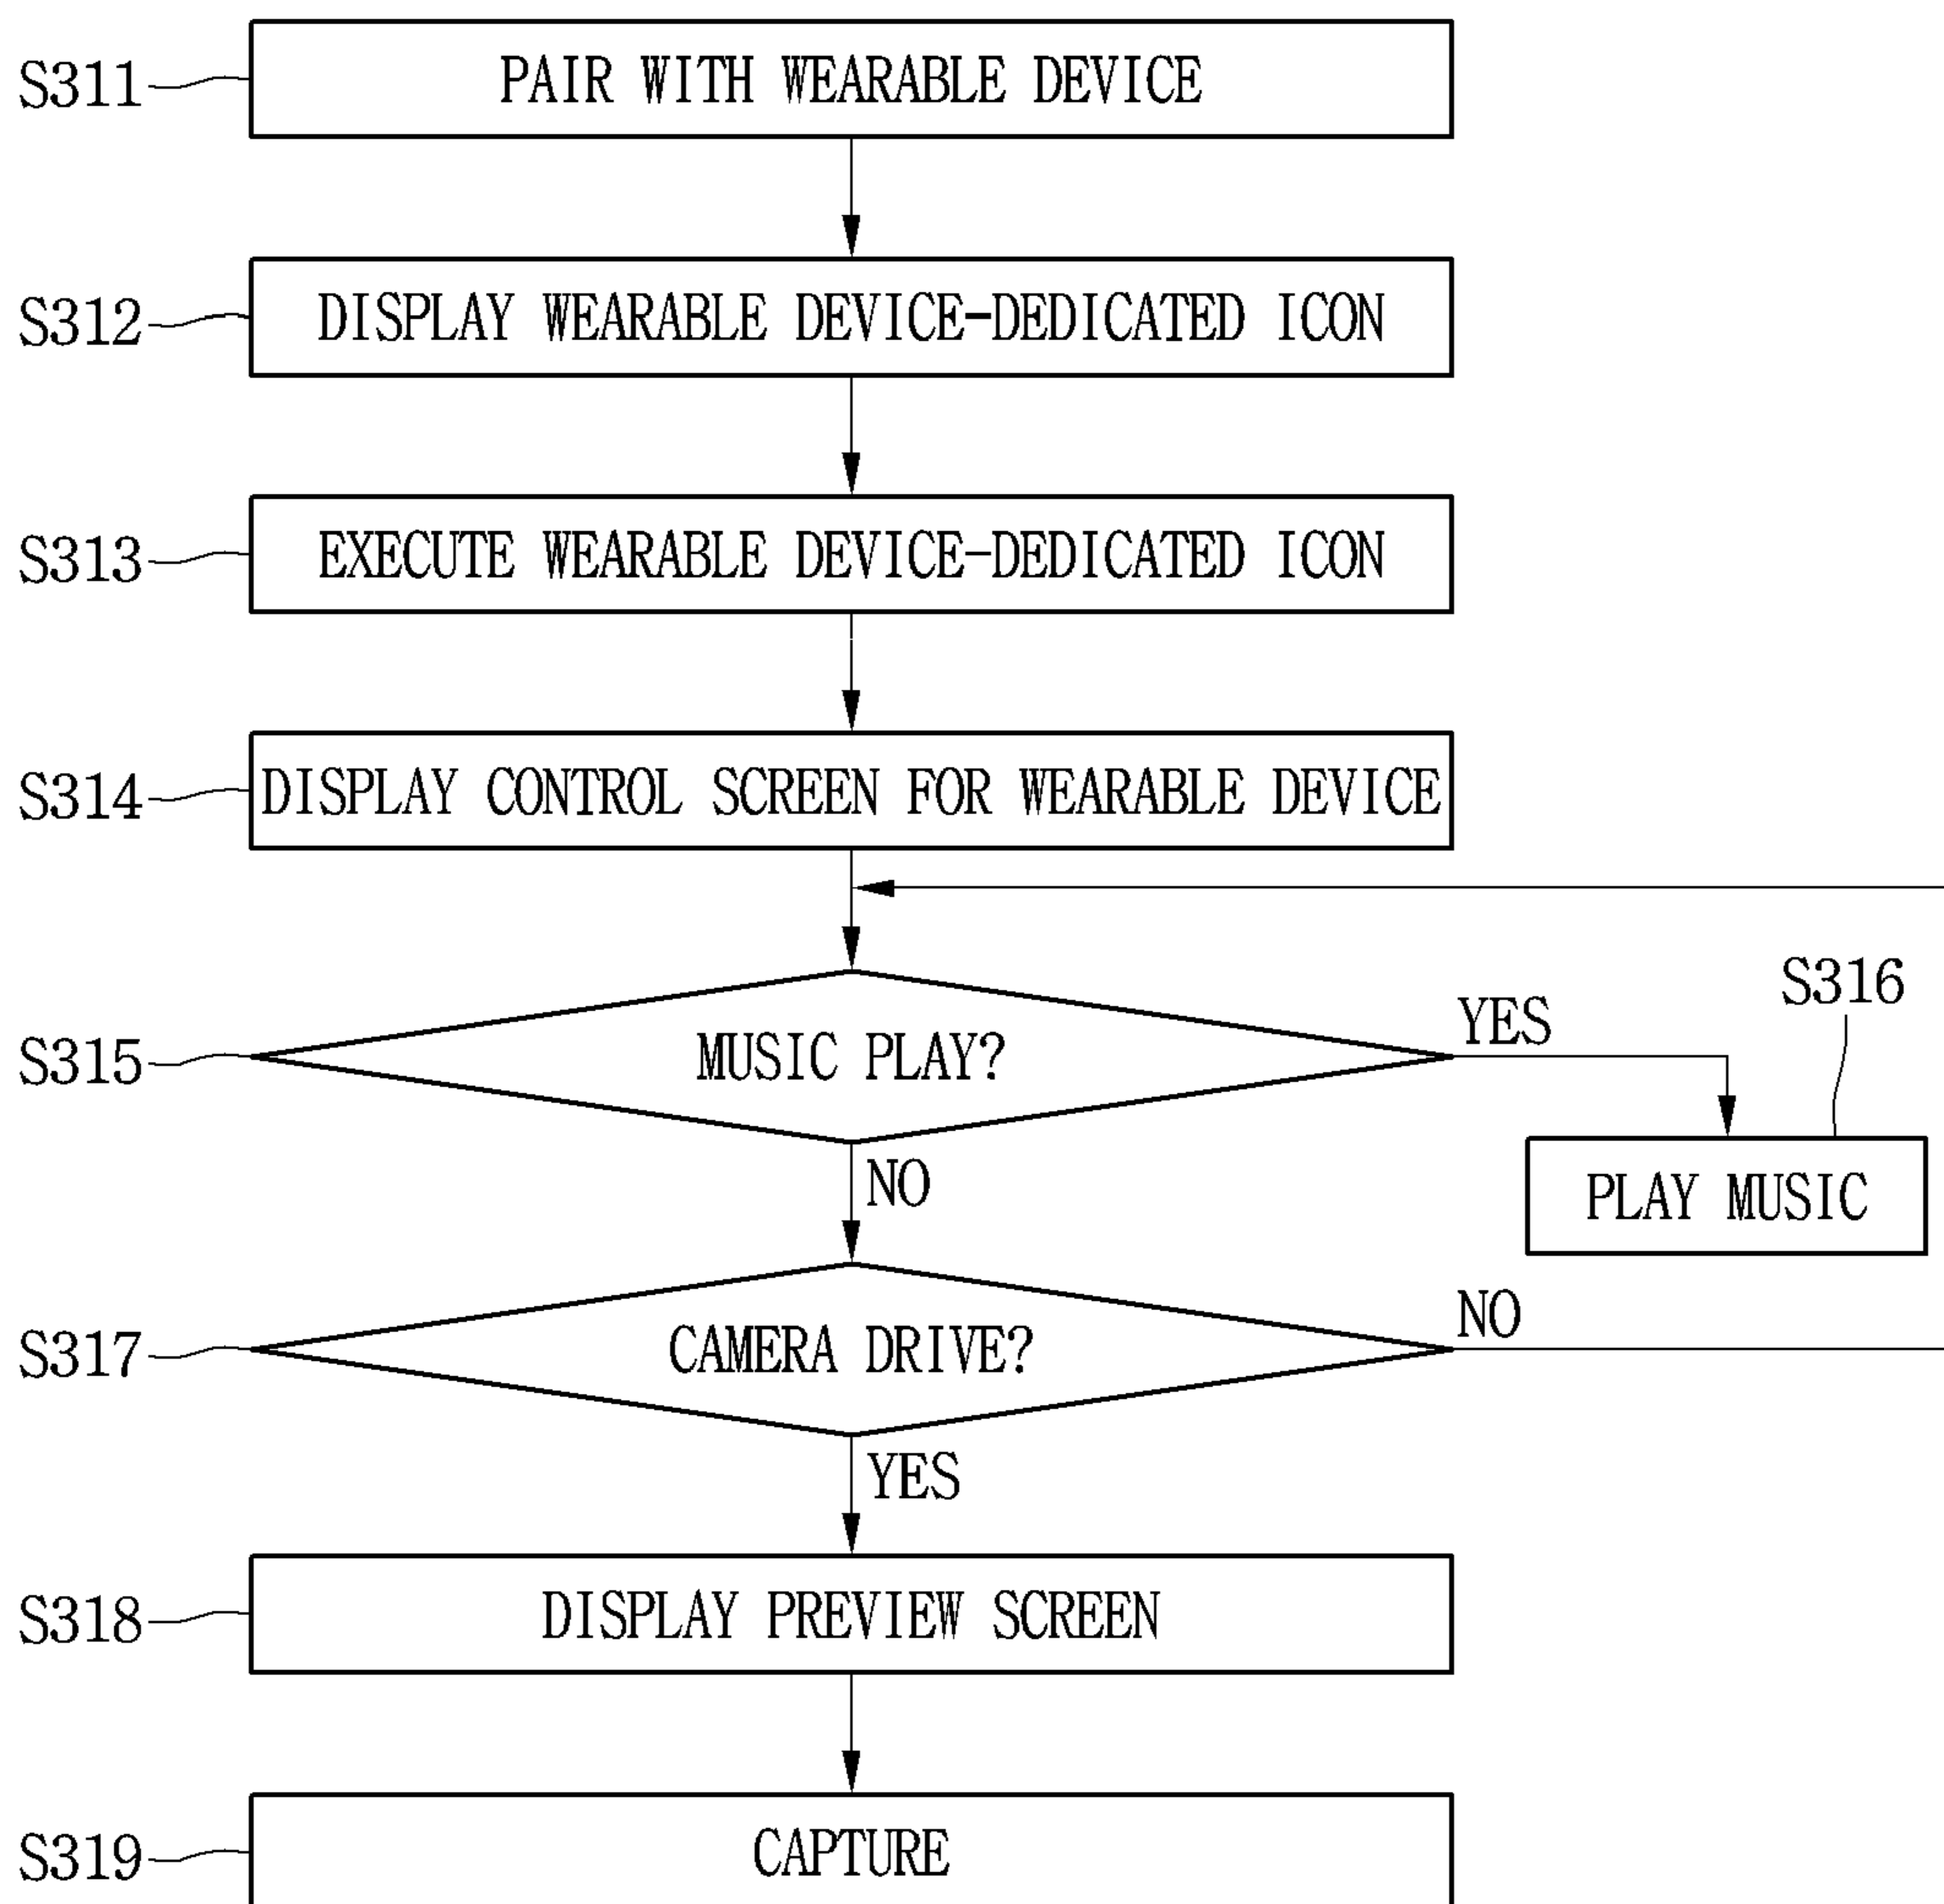 S311
PAIR WITH WEARABLE DEVICE
S312
DISPLAY WEARABLE DEVICE-DEDICATED ICON
S313
EXECUTE WEARABLE DEVICE-DEDICATED ICON
S314
DISPLAY CONTROL SCREEN FOR WEARABLE DEVICE
S315
MUSIC PLAY?
YES
S316
PLAY MUSIC
NO
S317
CAMERA DRIVE?
NO
YES
S318
DISPLAY PREVIEW SCREEN
S319
CAPTURE